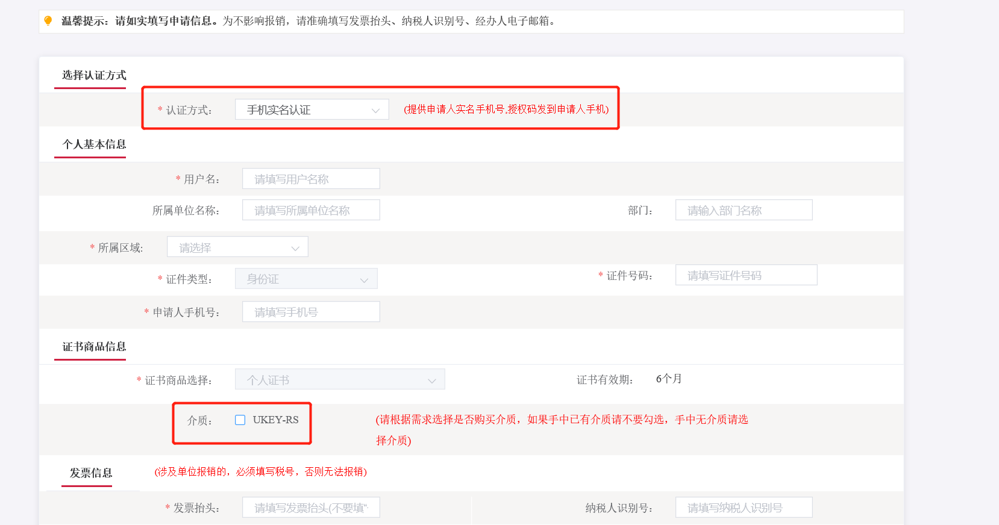 温馨提示：请如实填写申请信息。为不影响报销，请准确填写发票抬头、纳税人识别号、经办人电子邮箱。
选择认证方式
* 认证方式： 手机实名认证 (提供申请人实名手机号,授权码发到申请人手机)
个人基本信息
* 用户名： 请填写用户名称
所属单位名称： 请填写所属单位名称 部门： 请输入部门名称
* 所属区域: 请选择
* 证件类型： 身份证 * 证件号码： 请填写证件号码
* 申请人手机号： 请填写手机号
证书商品信息
* 证书商品选择： 个人证书 证书有效期： 6个月
介质： UKEY-RS (请根据需求选择是否购买介质，如果手中已有介质请不要勾选，手中无介质请选
择介质)
发票信息 (涉及单位报销的，必须填写税号，否则无法报销)
* 发票抬头： 请填写发票抬头(不要填“ 纳税人识别号： 请填写纳税人识别号